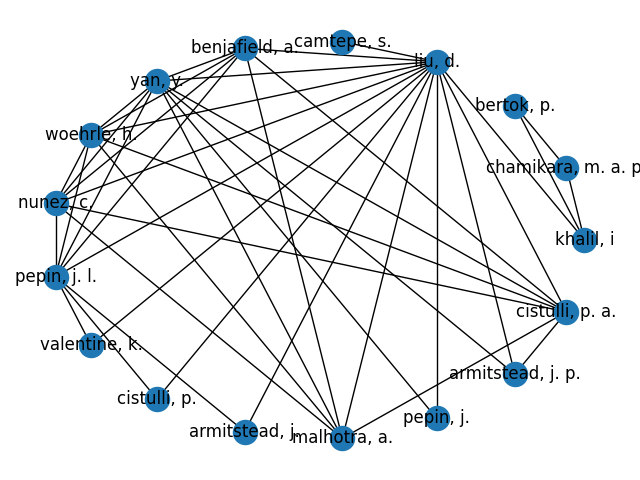 camtepe, s.
benjafield, a.
liu, d.
yan, y.
bertok, p.
woehrle, h.
chamikara, m. a. p
nunez, c.
khalil, i
pepin, j. l.
cistulli, p. a.
valentine, k.
armitstead, j. p.
cistulli, p.
pepin, j.
armitstead, j.
malhotra, a.